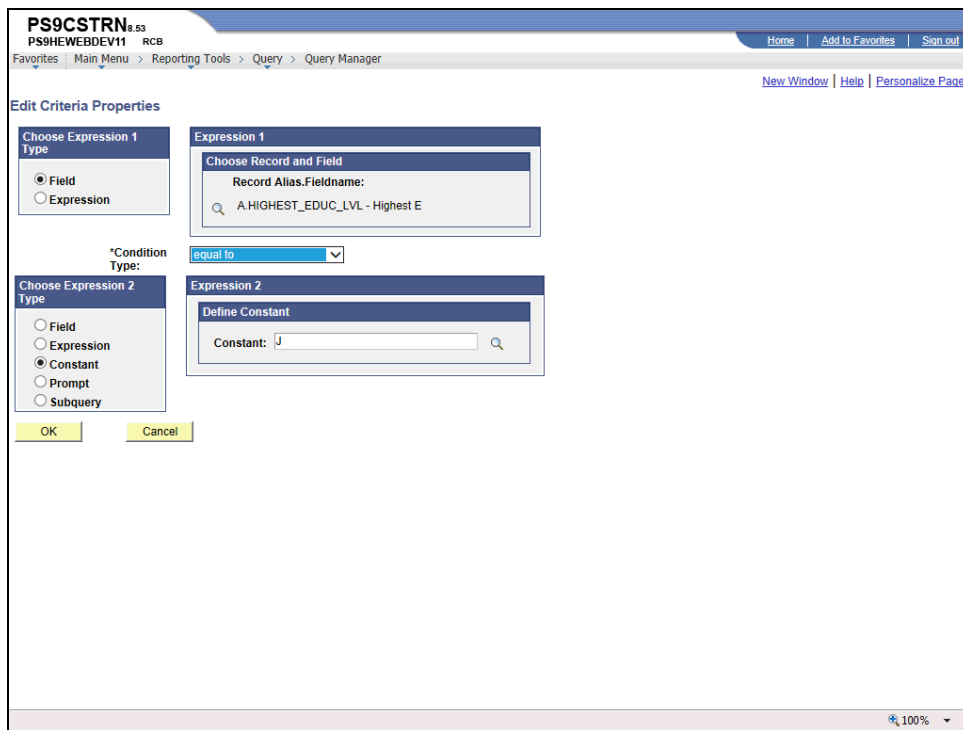 PS9CSTRN8.53
PS9HEWEBDEV11 RCB
Home | Add to Favorites | Sign out
Favorites Main Menu > Reporting Tools > Query > Query Manager
New Window | Help | Personalize Page
Edit Criteria Properties
Choose Expression 1 Type
Field
Expression
Expression 1
Choose Record and Field
Record Alias.Fieldname:
A.HIGHEST_EDUC_LVL - Highest E
*Condition Type:
equal to
Choose Expression 2 Type
Field
Expression
Constant
Prompt
Subquery
Expression 2
Define Constant
Constant: J
OK Cancel
100%